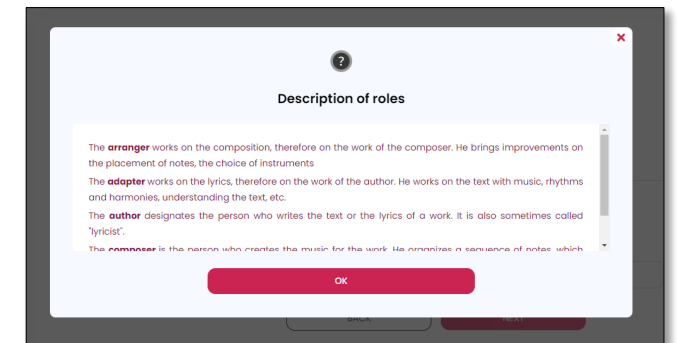 ?
Description of roles
The arranger works on the composition, therefore on the work of the composer. He brings improvements on
the placement of notes, the choice of instruments
The adapter works on the lyrics, therefore on the work of the author. He works on the text with music, rhythms
and harmonies, understanding the text, etc.
The author designates the person who writes the text or the lyrics of a work. It is also sometimes called
"lyricist".
The composer is the person who creates the music for the work. He organizes a sequence of notes, which
OK
BACK
NEXT